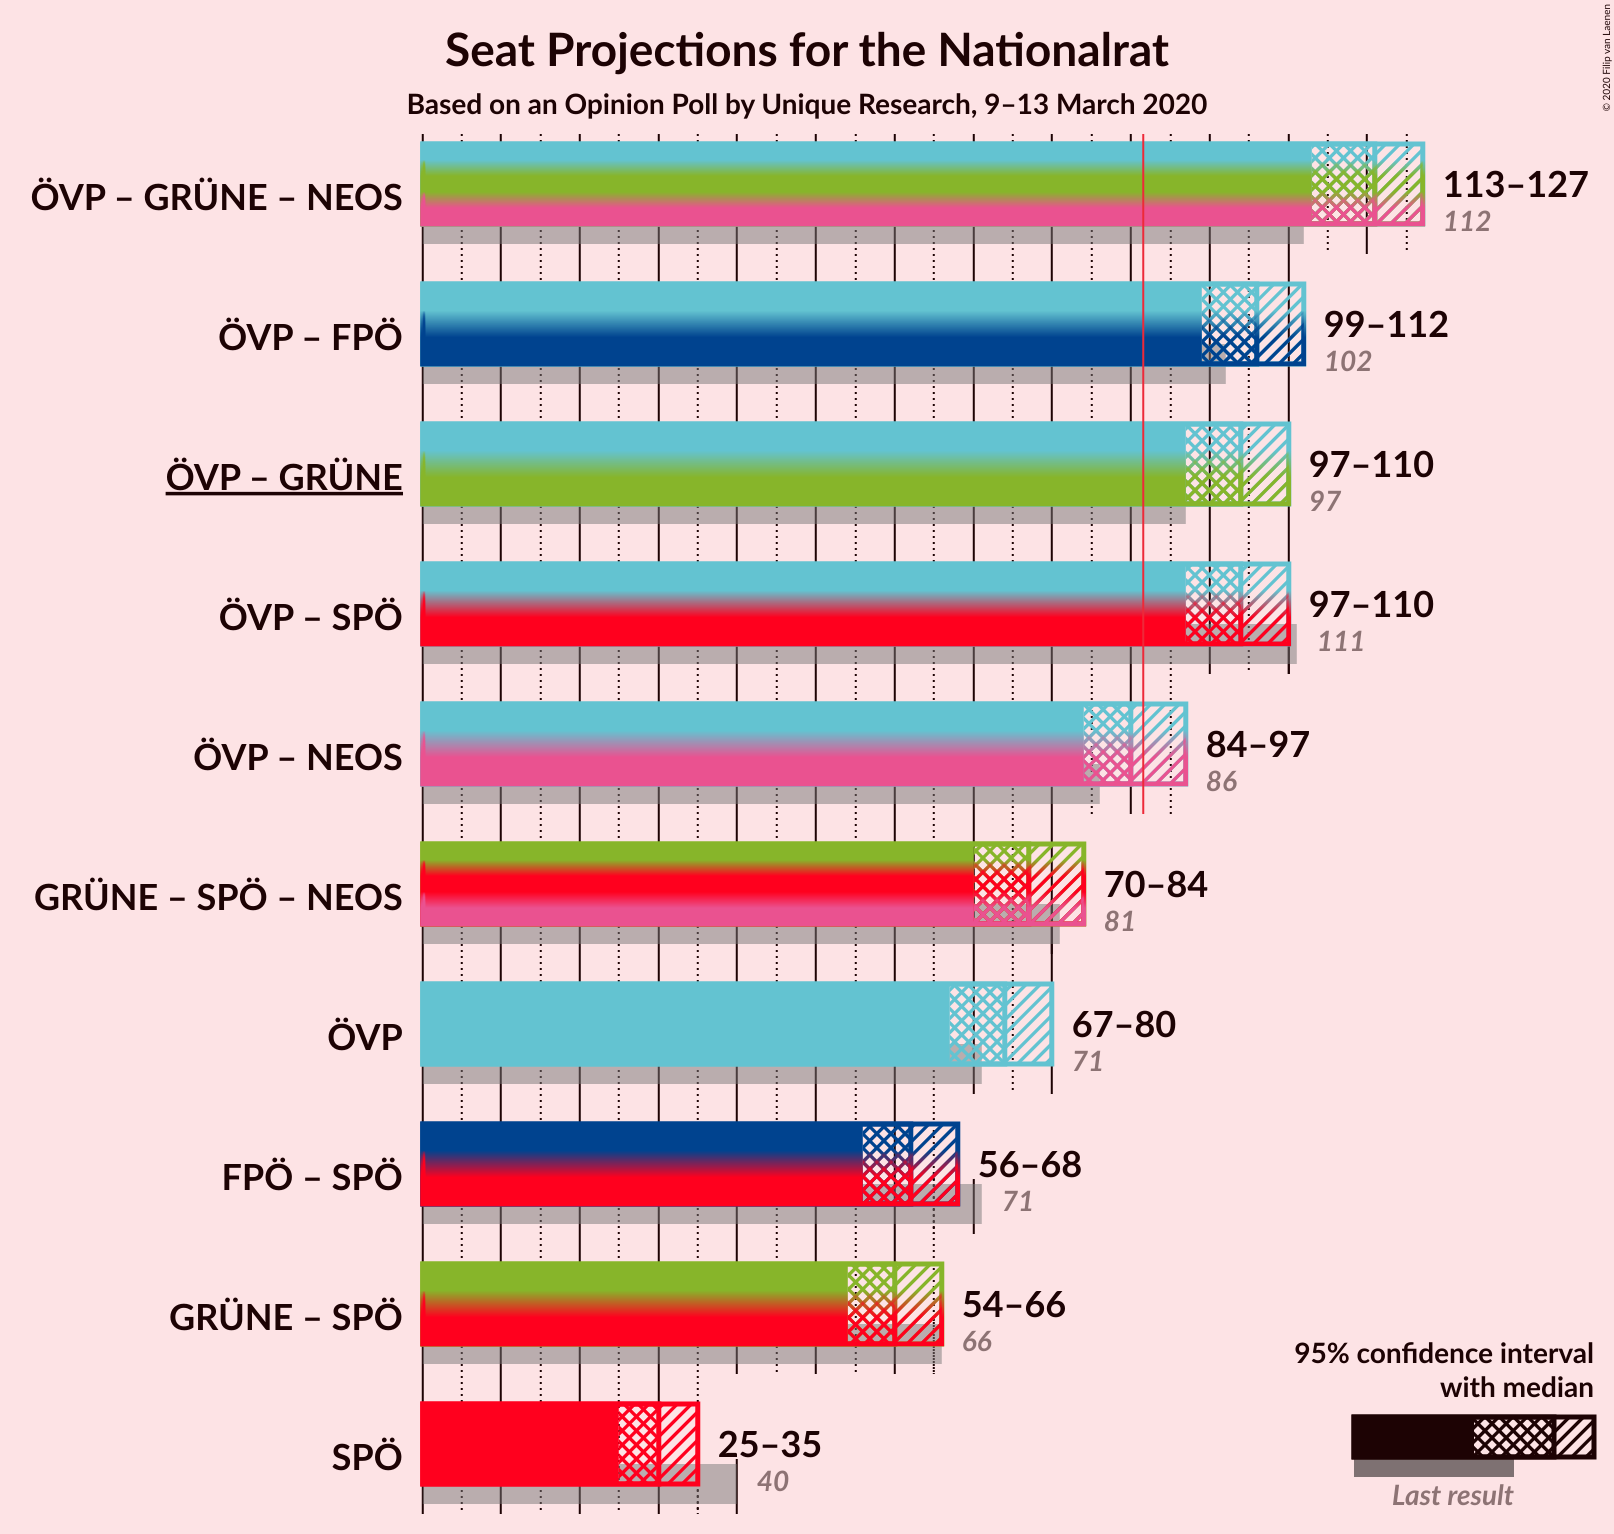 Seat Projections for the Nationalrat
Based on an Opinion Poll by Unique Research, 9–13 March 2020
© 2020 Filip van Laenen
ÖVP – GRÜNE – NEOS
113–127
112
ÖVP – FPÖ
99–112
102
ÖVP – GRÜNE
97–110
97
ÖVP – SPÖ
97–110
111
ÖVP – NEOS
84–97
86
GRÜNE – SPÖ – NEOS
70–84
81
ÖVP
67–80
71
FPÖ – SPÖ
56–68
71
GRÜNE – SPÖ
54–66
66
SPÖ
25–35
40
95% confidence interval
with median
Last result